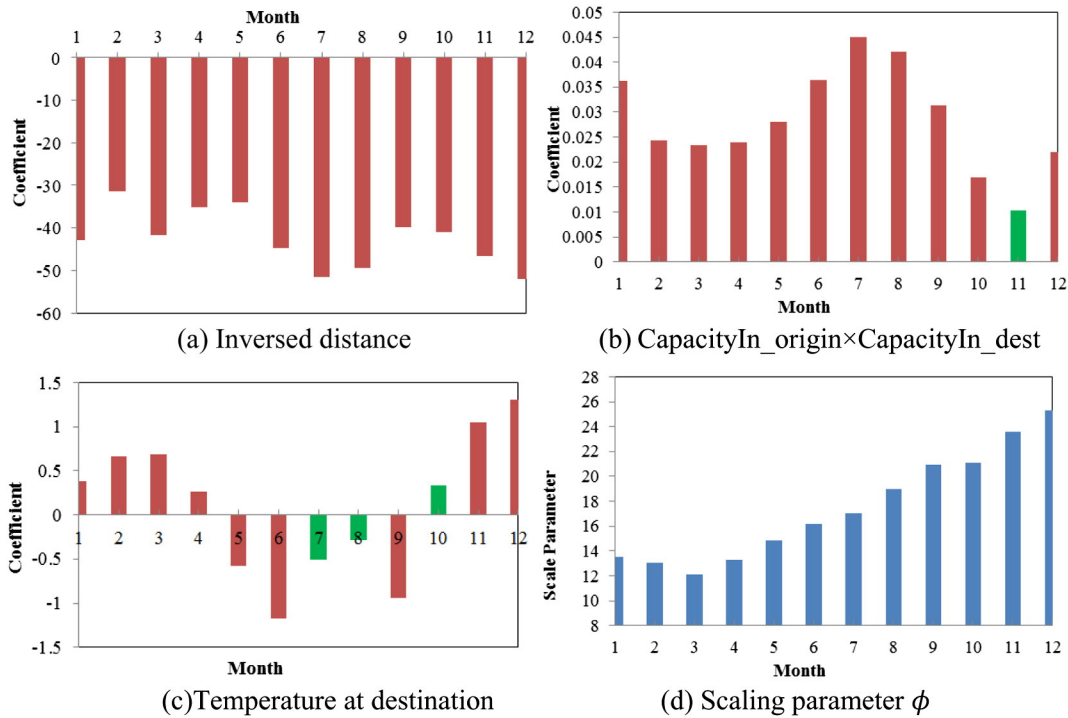 Month
1 2 3 4 5 6 7 8 9 10 11 12
0
-10
-20
-30
-40
-50
-60
Coefficient
(a) Inversed distance
0.05
0.045
0.04
0.035
0.03
0.025
0.02
0.015
0.01
0.005
0
Coefficient
1 2 3 4 5 6 7 8 9 10 11 12
Month
(b) CapacityIn_origin×CapacityIn_dest
1.5
1
0.5
0
-0.5
-1
-1.5
Coefficient
1 2 3 4 5 6 7 8 9 10 11 12
Month
(c)Temperature at destination
28
26
24
22
20
18
16
14
12
10
8
Scale Parameter
1 2 3 4 5 6 7 8 9 10 11 12
Month
(d) Scaling parameter ϕ